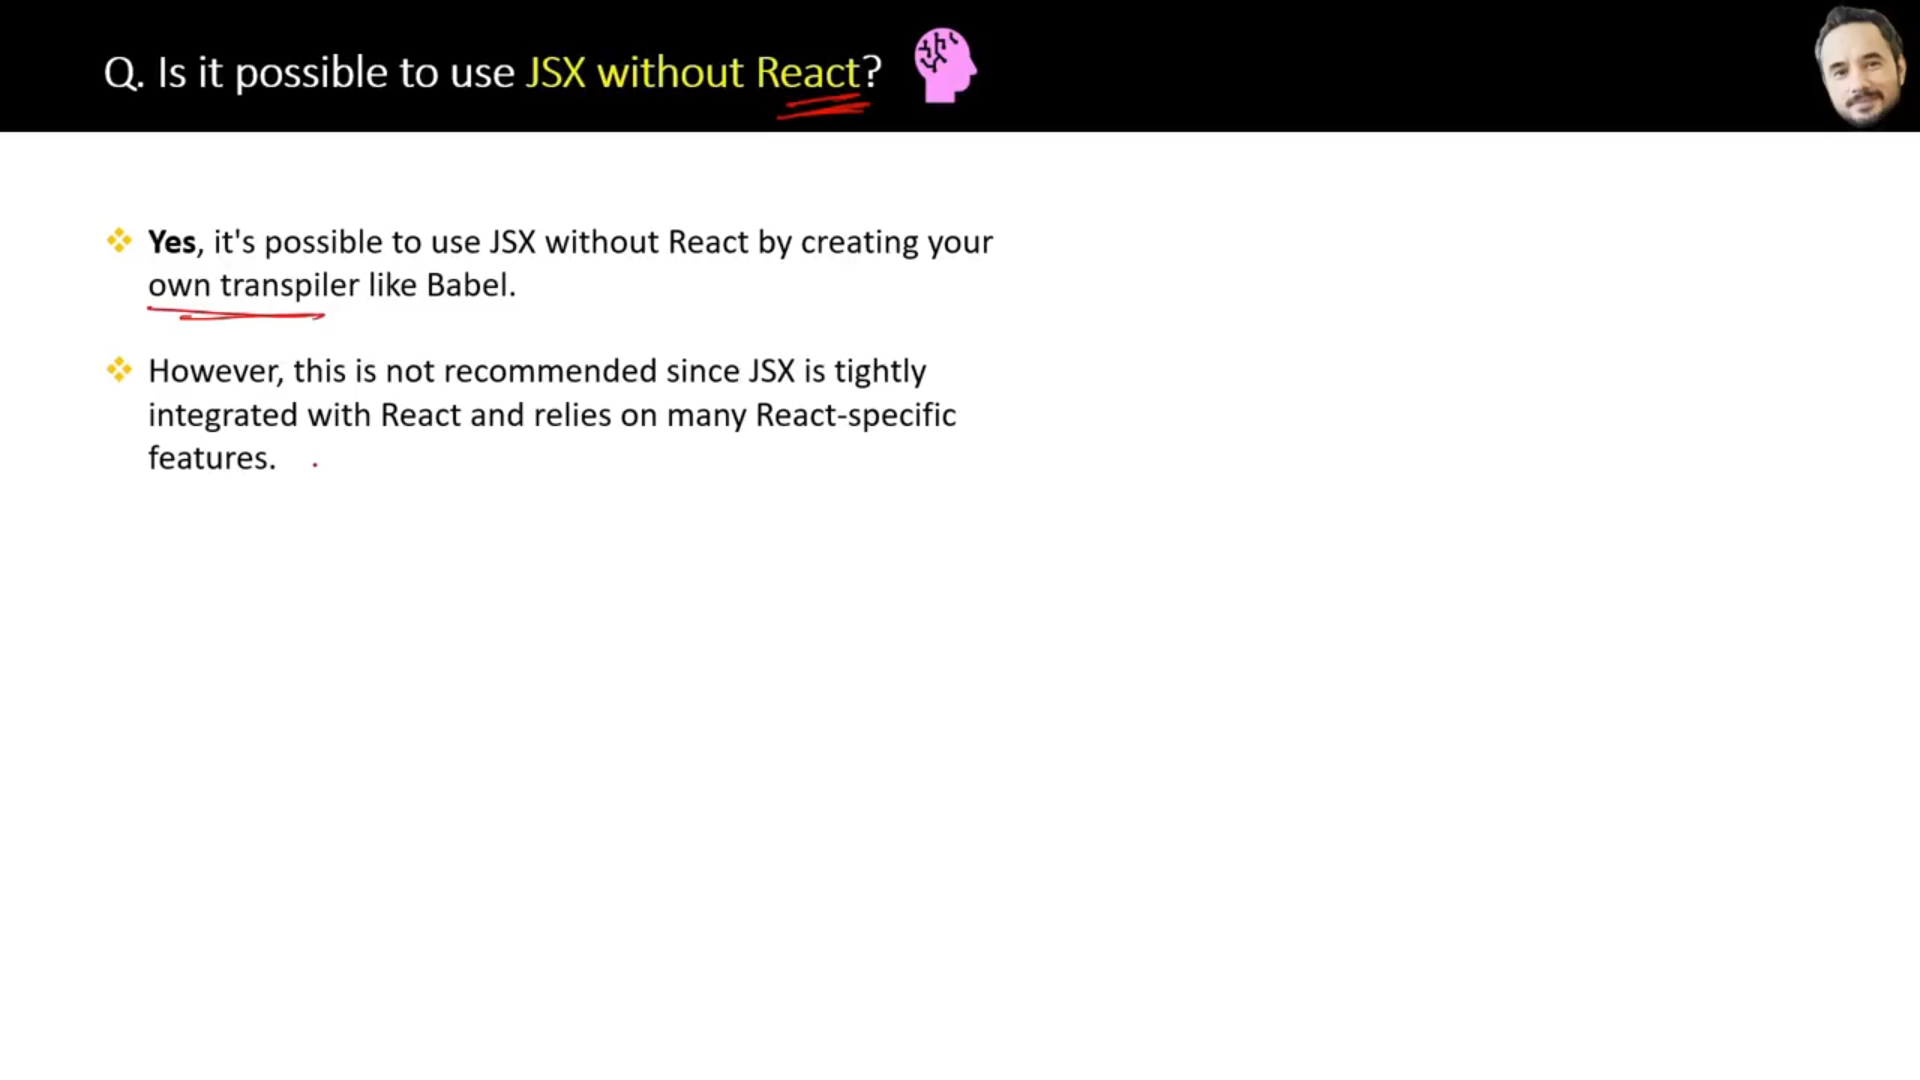 Q. Is it possible to use JSX without React?
Yes, it's possible to use JSX without React by creating your
own transpiler like Babel.
However, this is not recommended since JSX is tightly
integrated with React and relies on many React-specific
features.